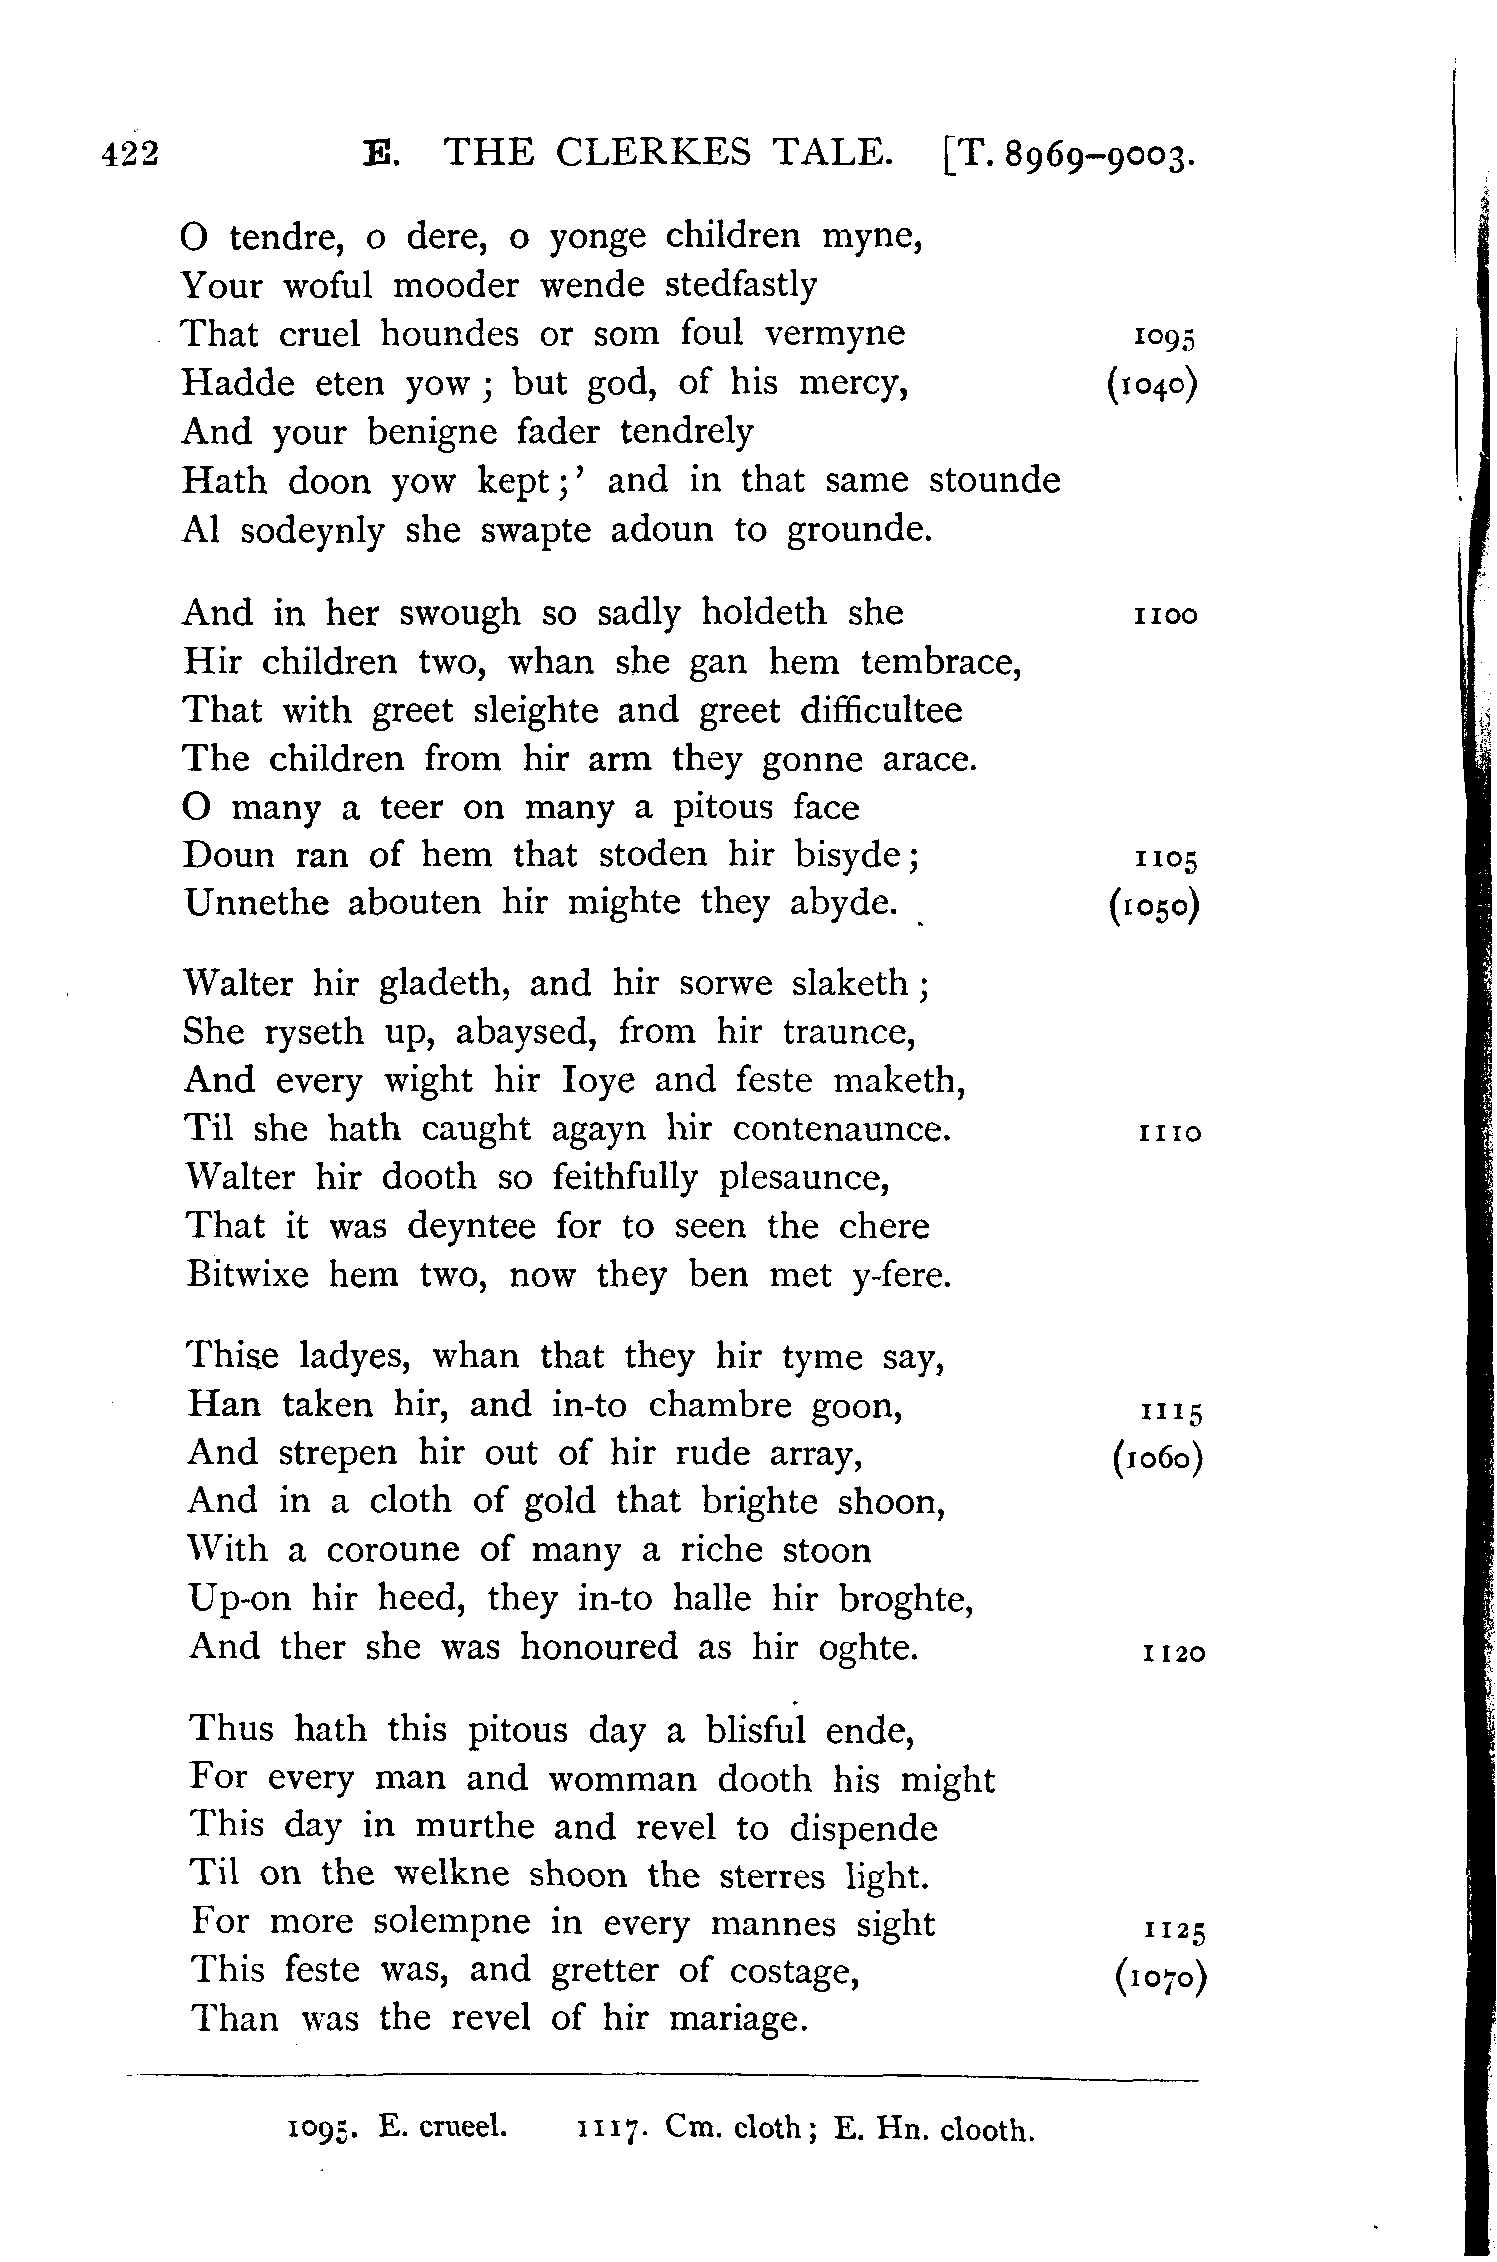 422 E. THE CLERKES TALE. [T. 8969–9003.
O tendre, o dere, o yonge children myne,
Your woful mooder wende stedfastly
That cruel houndes or som foul vermyne 1095
Hadde eten yow ; but god, of his mercy, (1040)
And your benigne fader tendrely
Hath doon yow kept ;’ and in that same stounde
Al sodeynly she swapte adoun to grounde.
And in her swough so sadly holdeth she 1100
Hir children two, whan she gan hem tembrace,
That with greet sleighte and greet difficultee
The children from hir arm they gonne arace.
O many a teer on many a pitous face
Doun ran of hem that stoden hir bisyde ; 1105
Unnethe abouten hir mighte they abyde. (1050)
Walter hir gladeth, and hir sorwe slaketh ;
She ryseth up, abaysed, from hir traunce,
And every wight hir Ioye and feste maketh,
Til she hath caught agayn hir contenaunce. 1110
Walter hir dooth so feithfully plesaunce,
That it was deyntee for to seen the chere
Bitwixe hem two, now they ben met y-fere.
Thise ladyes, whan that they hir tyme say,
Han taken hir, and in-to chambre goon, 1115
And strepen hir out of hir rude array, (1060)
And in a cloth of gold that brighte shoon,
With a coroune of many a riche stoon
Up-on hir heed, they in-to halle hir broghte,
And ther she was honoured as hir oghte. 1120
Thus hath this pitous day a blisful ende,
For every man and womman dooth his might
This day in murthe and revel to dispende
Til on the welkne shoon the sterres light.
For more solempne in every mannes sight 1125
This feste was, and gretter of costage, (1070)
Than was the revel of hir mariage.
1095. E. crueel. 1117. Cm. cloth ; E. Hn. clooth.